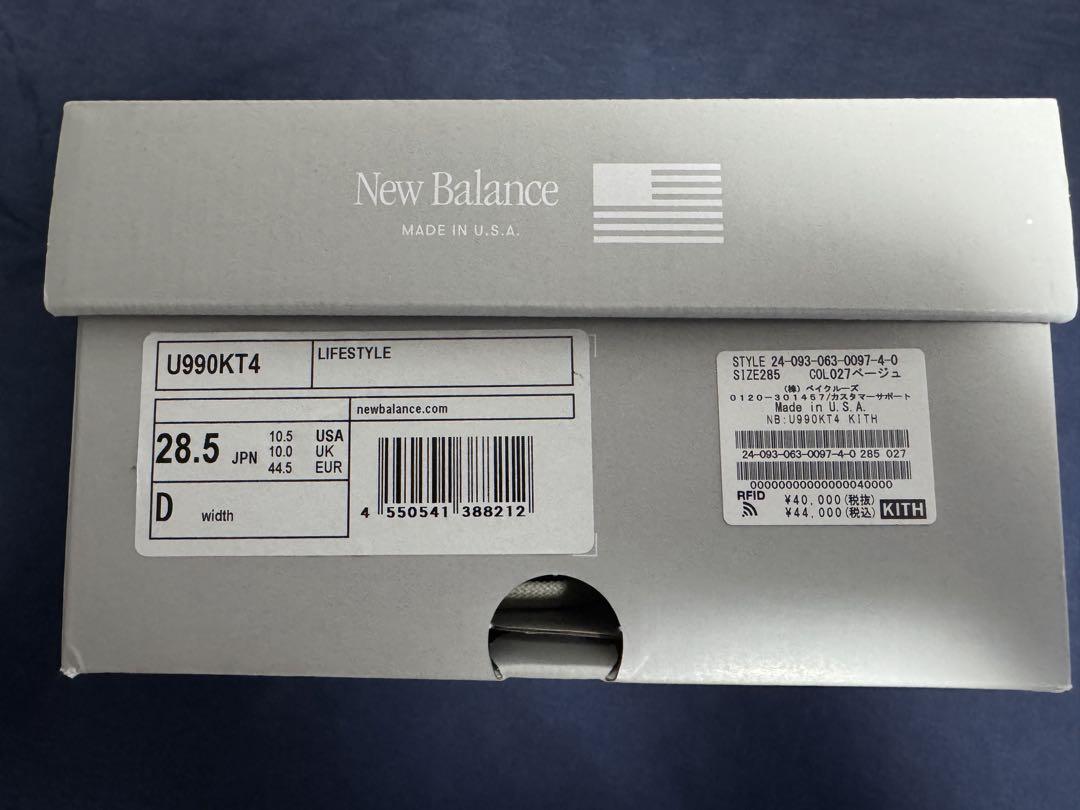 New Balance
MADE IN U.S.A.
U990KT4
LIFESTYLE
newbalance.com
28.5 JPN
10.5 USA
10.0 UK
44.5 EUR
D width
4 550541 388212
STYLE 24-093-063-0097-4-0
SIZE285 COL027ベージュ
(株) ベイクルーズ
0120-301457/カスタマーサポート
Made in U.S.A.
NB:U990KT4 KITH
24-093-063-0097-4-0 285 027
00000000000000040000
RFID
¥40,000(税抜)
¥44,000(税込) KITH